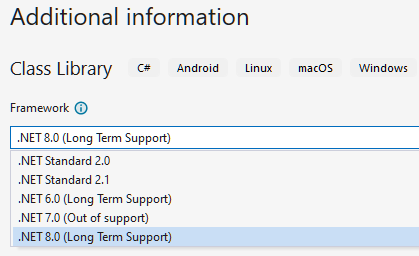 Additional information
Class Library C# Android Linux macOS Windows
Framework
.NET 8.0 (Long Term Support)
.NET Standard 2.0
.NET Standard 2.1
.NET 6.0 (Long Term Support)
.NET 7.0 (Out of support)
.NET 8.0 (Long Term Support)